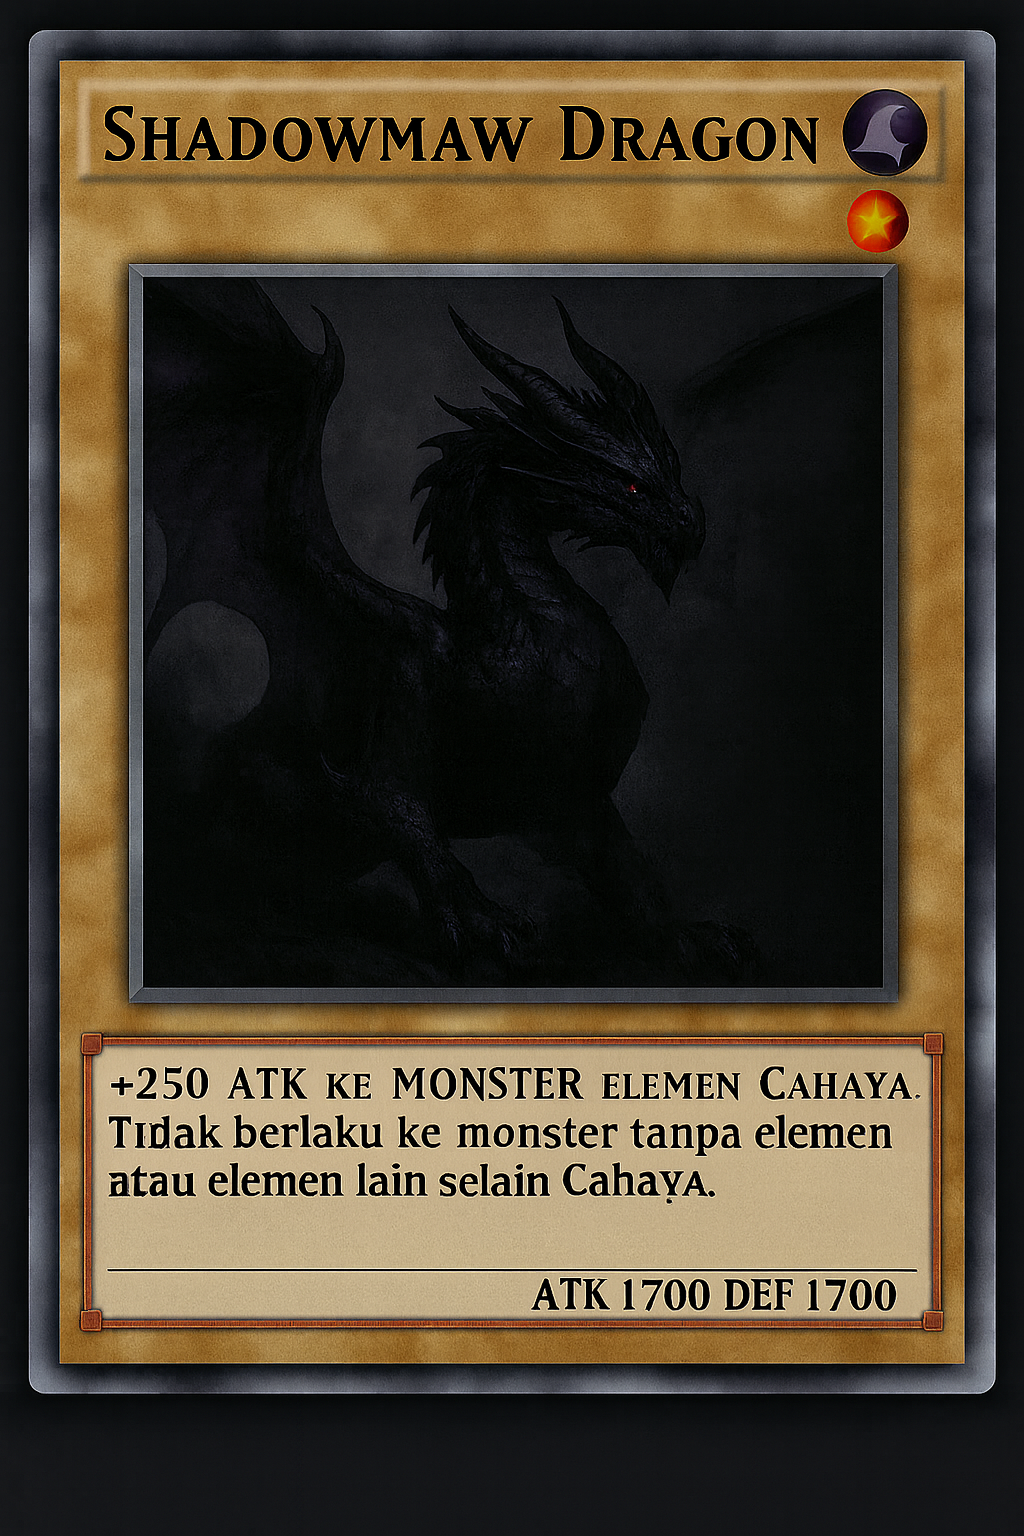 SHADOWMAW DRAGON
+250 ATK KE MONSTER ELEMEN CAHAYA.
Tidak berlaku ke monster tanpa elemen
atau elemen lain selain Cahaya.
ATK 1700 DEF 1700